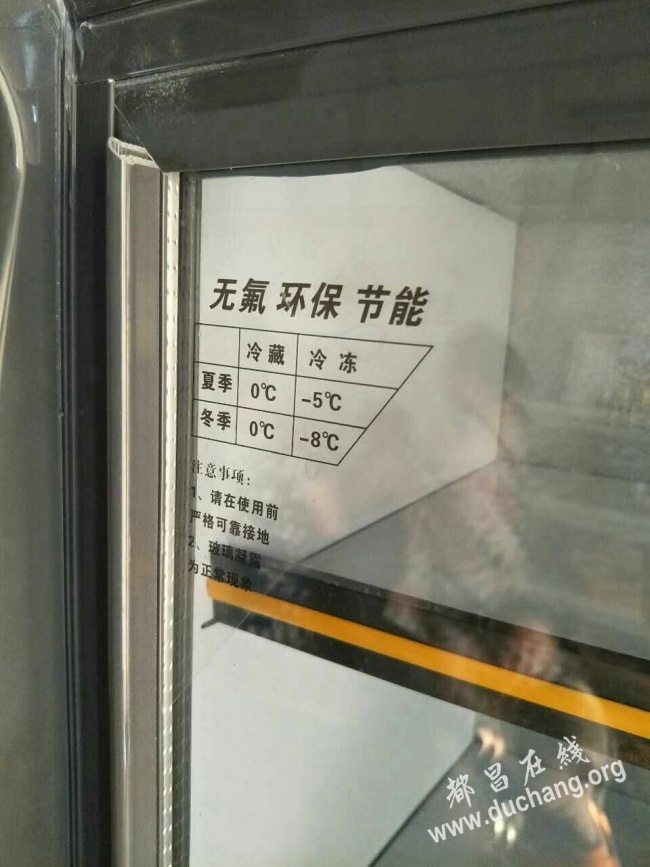 无氟 环保 节能
冷藏 冷冻
夏季 0℃ -5℃
冬季 0℃ -8℃
注意事项:
1、请在使用前
严格可靠接地
2、玻璃凝露
为正常现象
都昌在线
www.duchang.org